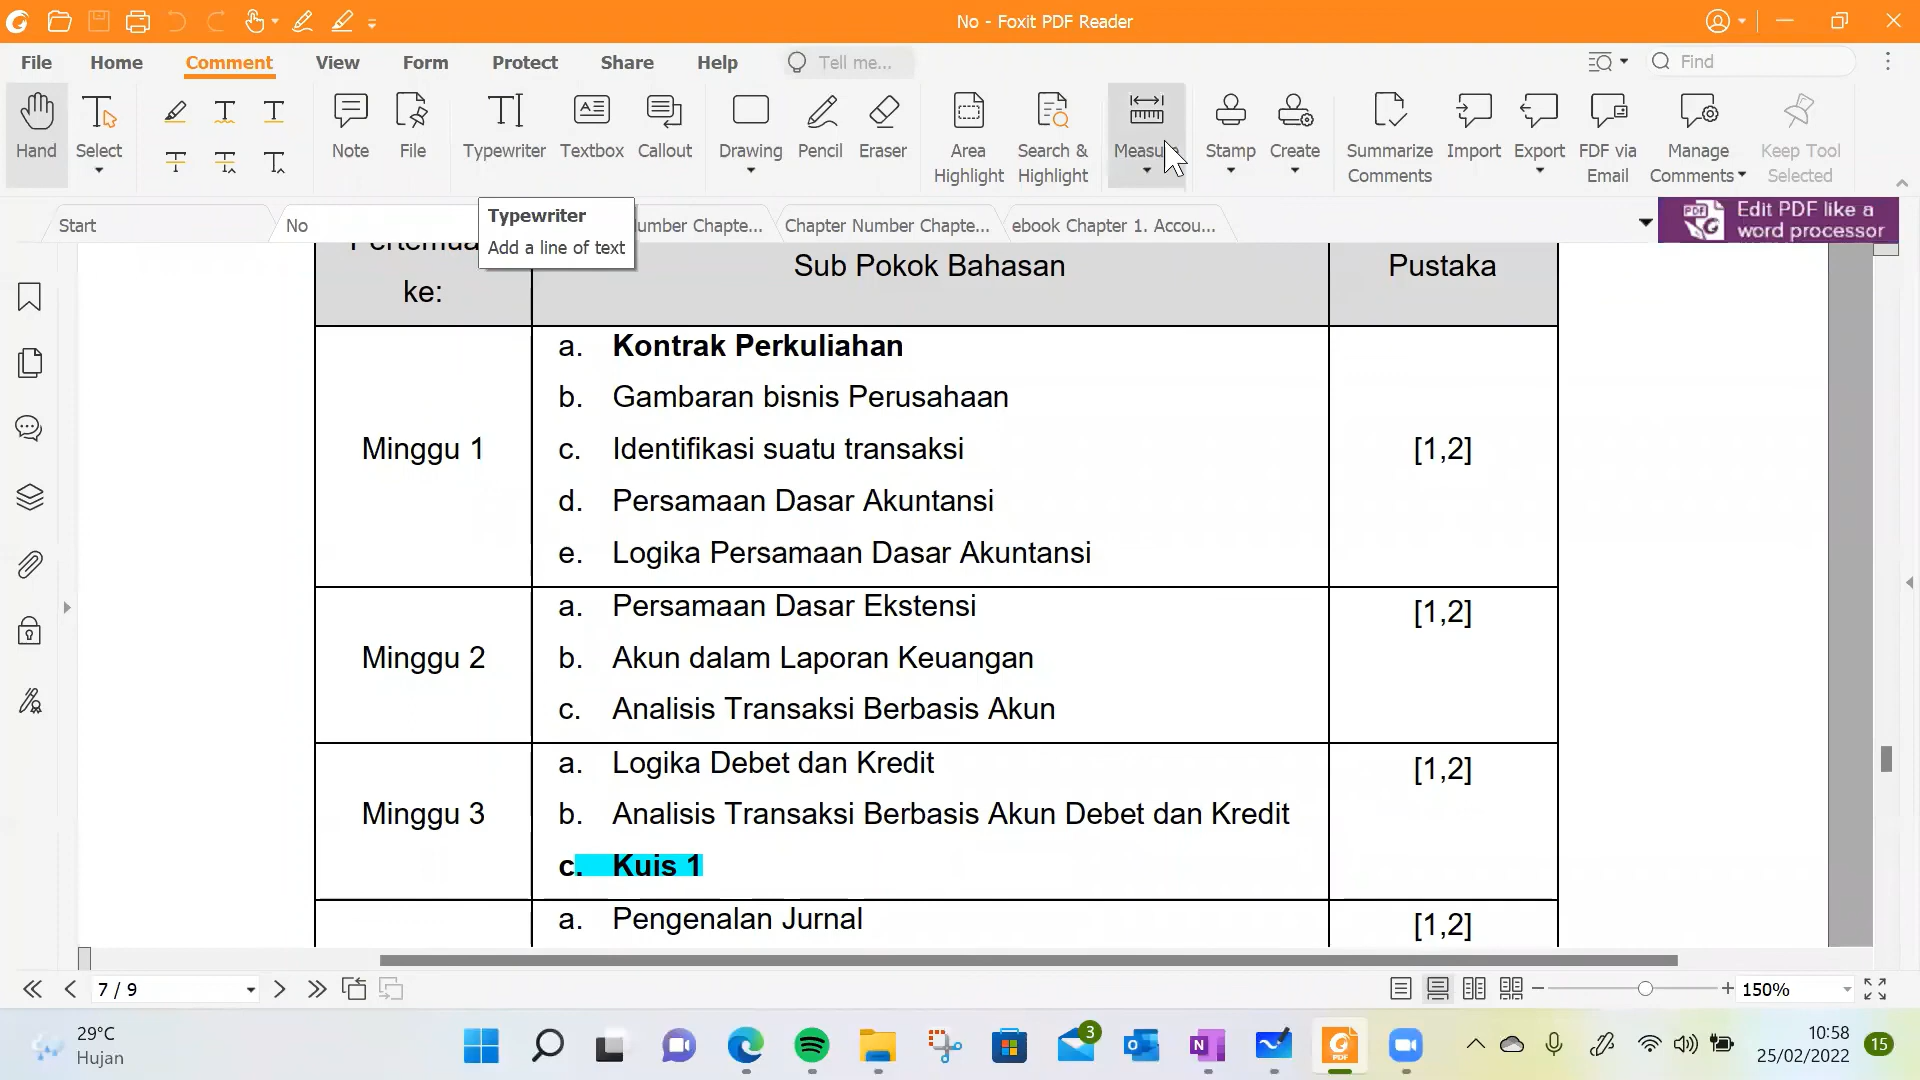 No - Foxit PDF Reader
File Home Comment View Form Protect Share Help Tell me... Find
Hand Select Note File Typewriter Textbox Callout Drawing Pencil Eraser Area Highlight Search & Highlight Stamp Create Summarize Comments Import Export FDF via Email Manage Comments Keep Tool Selected
Start No Chapte... Chapter Number Chapte... ebook Chapter 1. Accou...
Edit PDF like a
word processor
Typewriter
Add a line of text
ke: Sub Pokok Bahasan Pustaka
Minggu 1 [1,2]
a. Kontrak Perkuliahan
b. Gambaran bisnis Perusahaan
c. Identifikasi suatu transaksi
d. Persamaan Dasar Akuntansi
e. Logika Persamaan Dasar Akuntansi
Minggu 2 [1,2]
a. Persamaan Dasar Ekstensi
b. Akun dalam Laporan Keuangan
c. Analisis Transaksi Berbasis Akun
Minggu 3 [1,2]
a. Logika Debet dan Kredit
b. Analisis Transaksi Berbasis Akun Debet dan Kredit
c. Kuis 1
a. Pengenalan Jurnal [1,2]
7 / 9 150%
29°C
Hujan
3
10:58
25/02/2022
15